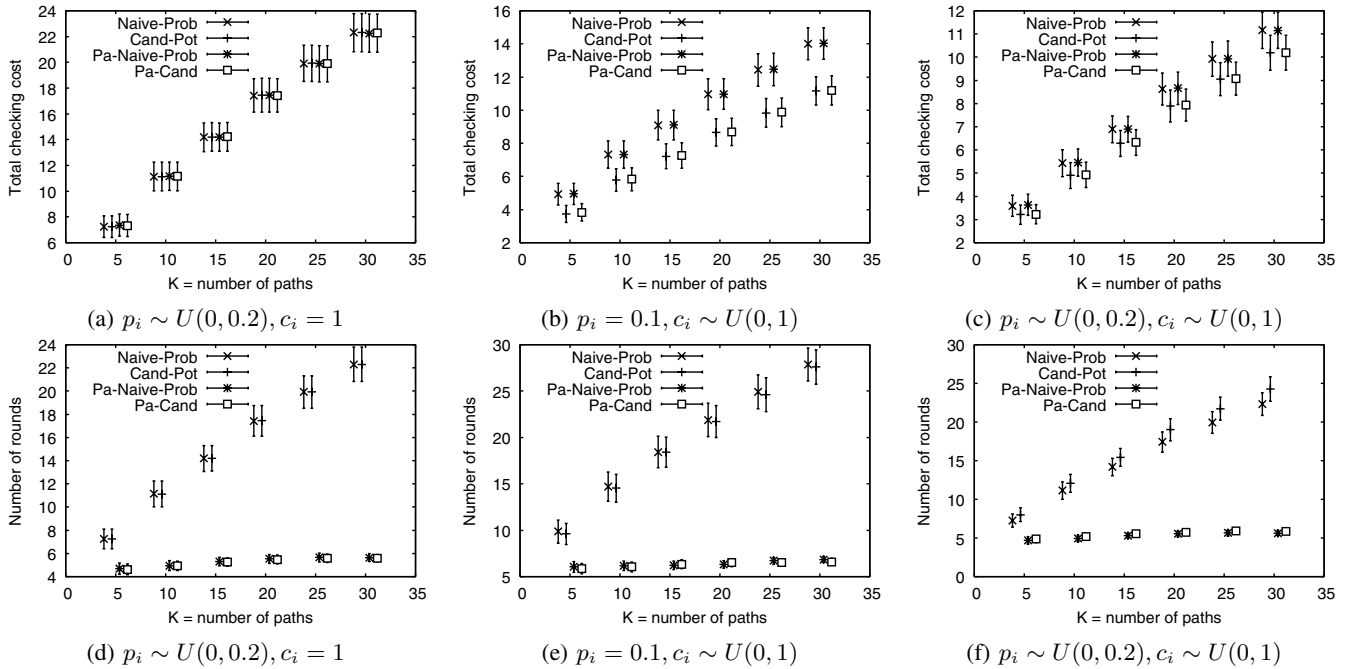 Total checking cost
24
22
20
18
16
14
12
10
8
6
Naive-Prob
Cand-Pot
Pa-Naive-Prob
Pa-Cand
0 5 10 15 20 25 30 35
K = number of paths
(a) p_i ∼ U(0, 0.2), c_i = 1
Total checking cost
16
14
12
10
8
6
4
2
Naive-Prob
Cand-Pot
Pa-Naive-Prob
Pa-Cand
0 5 10 15 20 25 30 35
K = number of paths
(b) p_i = 0.1, c_i ∼ U(0, 1)
Total checking cost
12
11
10
9
8
7
6
5
4
3
2
Naive-Prob
Cand-Pot
Pa-Naive-Prob
Pa-Cand
0 5 10 15 20 25 30 35
K = number of paths
(c) p_i ∼ U(0, 0.2), c_i ∼ U(0, 1)
Number of rounds
24
22
20
18
16
14
12
10
8
6
4
Naive-Prob
Cand-Pot
Pa-Naive-Prob
Pa-Cand
0 5 10 15 20 25 30 35
K = number of paths
(d) p_i ∼ U(0, 0.2), c_i = 1
Number of rounds
30
25
20
15
10
5
Naive-Prob
Cand-Pot
Pa-Naive-Prob
Pa-Cand
0 5 10 15 20 25 30 35
K = number of paths
(e) p_i = 0.1, c_i ∼ U(0, 1)
Number of rounds
30
25
20
15
10
5
0
Naive-Prob
Cand-Pot
Pa-Naive-Prob
Pa-Cand
0 5 10 15 20 25 30 35
K = number of paths
(f) p_i ∼ U(0, 0.2), c_i ∼ U(0, 1)